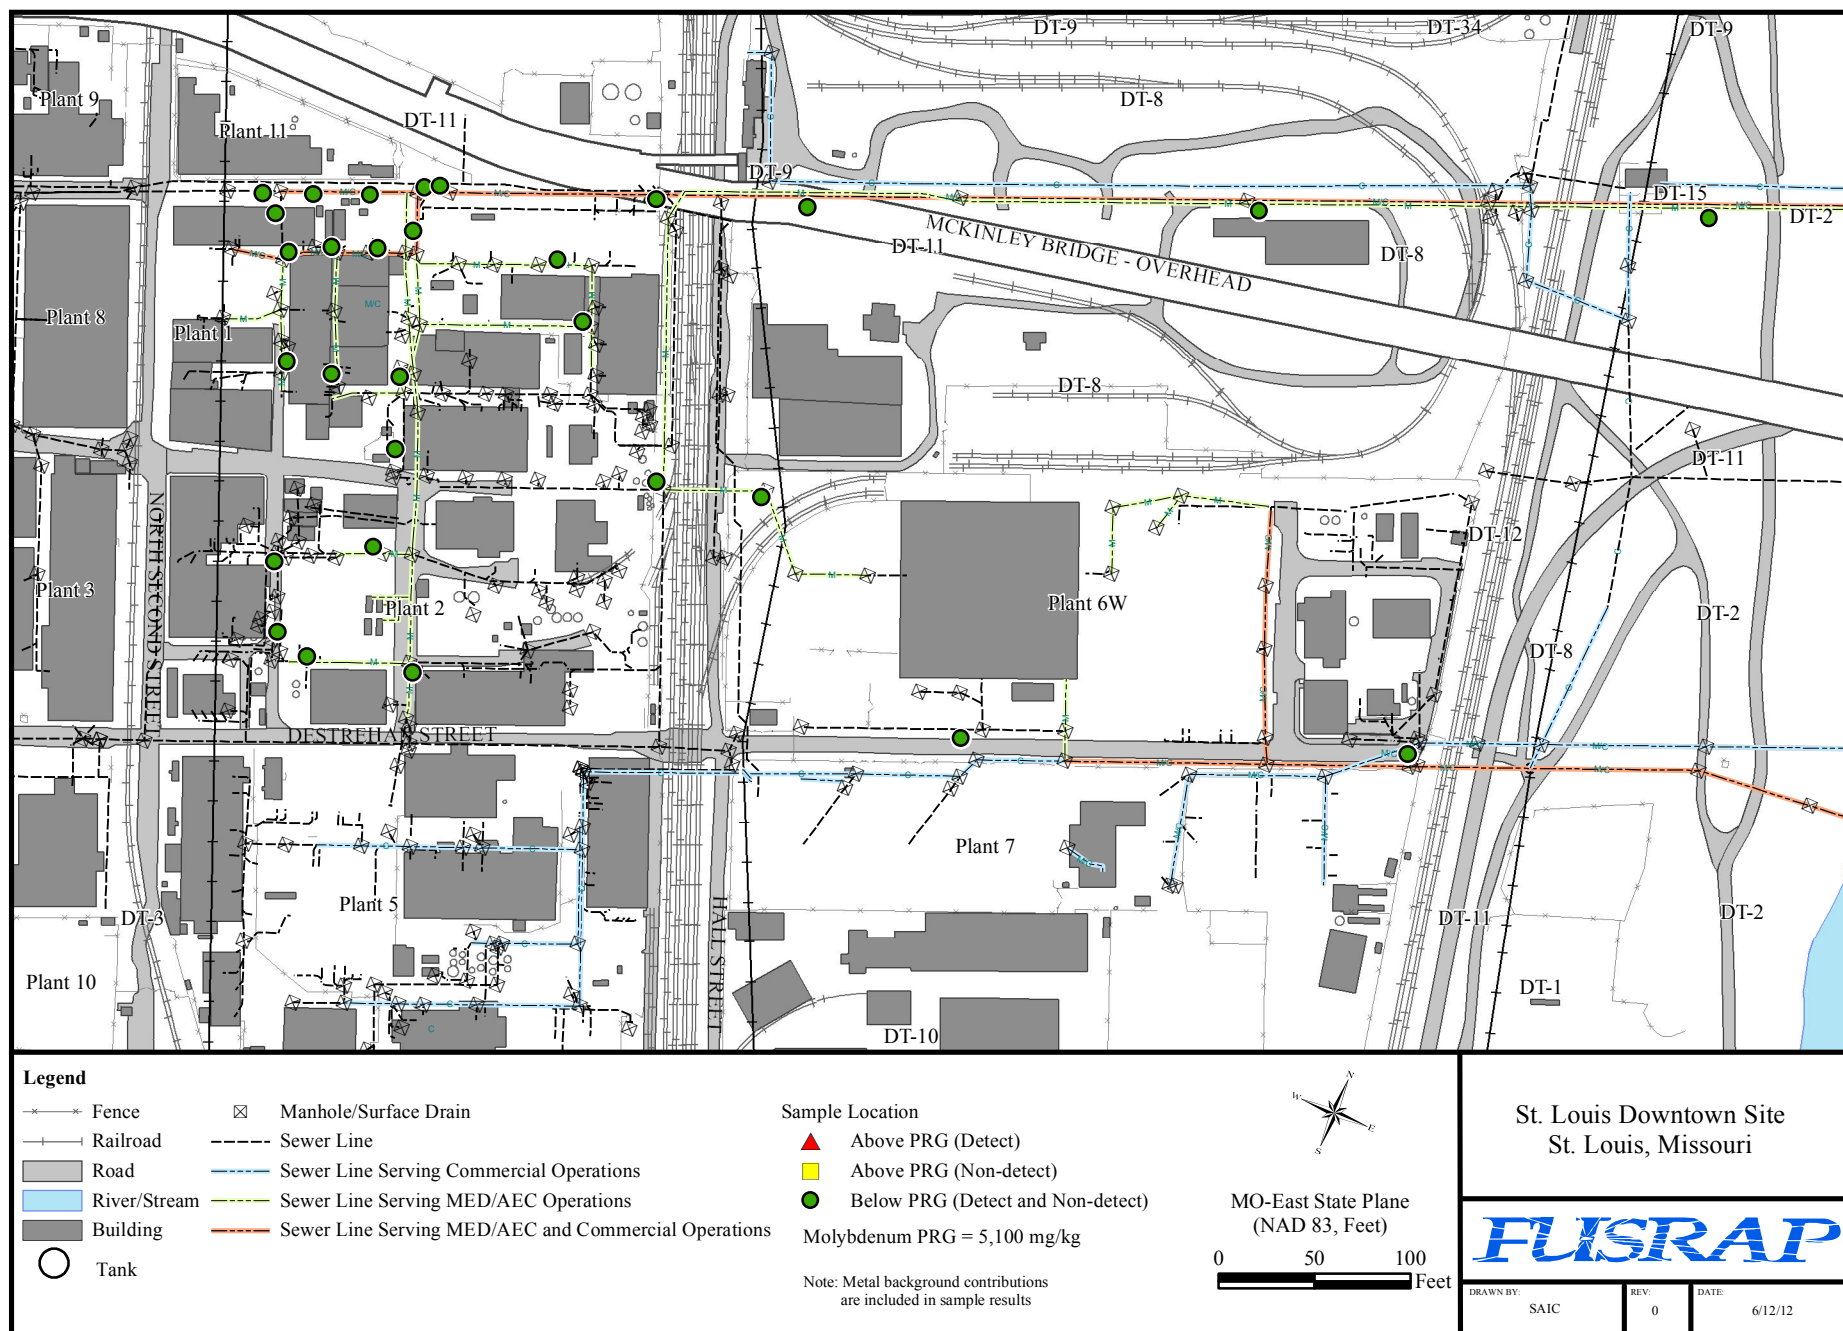 DT-9
DT-34
DT-9
Plant 9
DT-8
Plant 11
DT-11
DT-9
DT-15
DT-2
M/C
M/C
M
C
C
M
M
M/C
M
C
M
M/C
DT-11
MCKINLEY BRIDGE - OVERHEAD
DT-8
Plant 8
Plant 1
M/C
M/C
M
M
M
DT-8
DT-11
NORTH SECOND STREET
M
M
M
DT-12
Plant 3
Plant 2
M
Plant 6W
DT-2
DT-8
M
DESTREHAN STREET
M/C
M/C
M/C
C
C
C
M/C
M/C
M/C
M/C
Plant 7
C
C
Plant 5
DT-3
HALL STREET
DT-11
DT-2
C
Plant 10
C
C
DT-1
DT-10
Legend
Fence
Railroad
Road
River/Stream
Building
Tank
Manhole/Surface Drain
Sewer Line
Sewer Line Serving Commercial Operations
Sewer Line Serving MED/AEC Operations
Sewer Line Serving MED/AEC and Commercial Operations
Sample Location
Above PRG (Detect)
Above PRG (Non-detect)
Below PRG (Detect and Non-detect)
Molybdenum PRG = 5,100 mg/kg
Note: Metal background contributions
are included in sample results
N
W
E
S
MO-East State Plane
(NAD 83, Feet)
0 50 100
Feet
St. Louis Downtown Site
St. Louis, Missouri
FUSRAP
DRAWN BY:
SAIC
REV:
0
DATE:
6/12/12